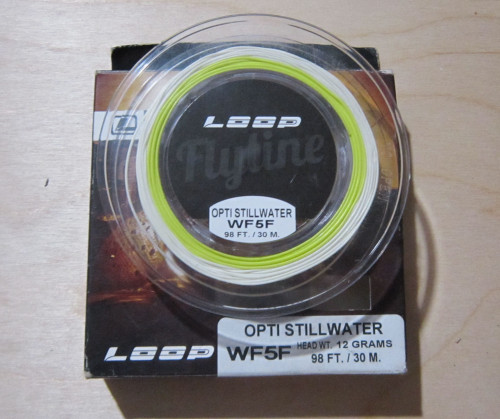 LOOP
Flyline
OPTI STILLWATER
WF5F
98 FT. / 30 M.
OPTI STILLWATER
LOOP WF5F HEAD WT. 12 GRAMS
98 FT. / 30 M.